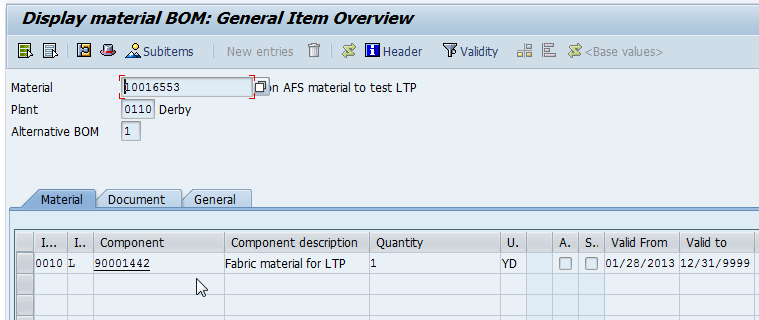 Display material BOM: General Item Overview
Subitems New entries Header Validity <Base values>
Material 10016553 n AFS material to test LTP
Plant 0110 Derby
Alternative BOM 1
Material Document General
I... I.. Component Component description Quantity U. A. S.. Valid From Valid to
0010 L 90001442 Fabric material for LTP 1 YD 01/28/2013 12/31/9999